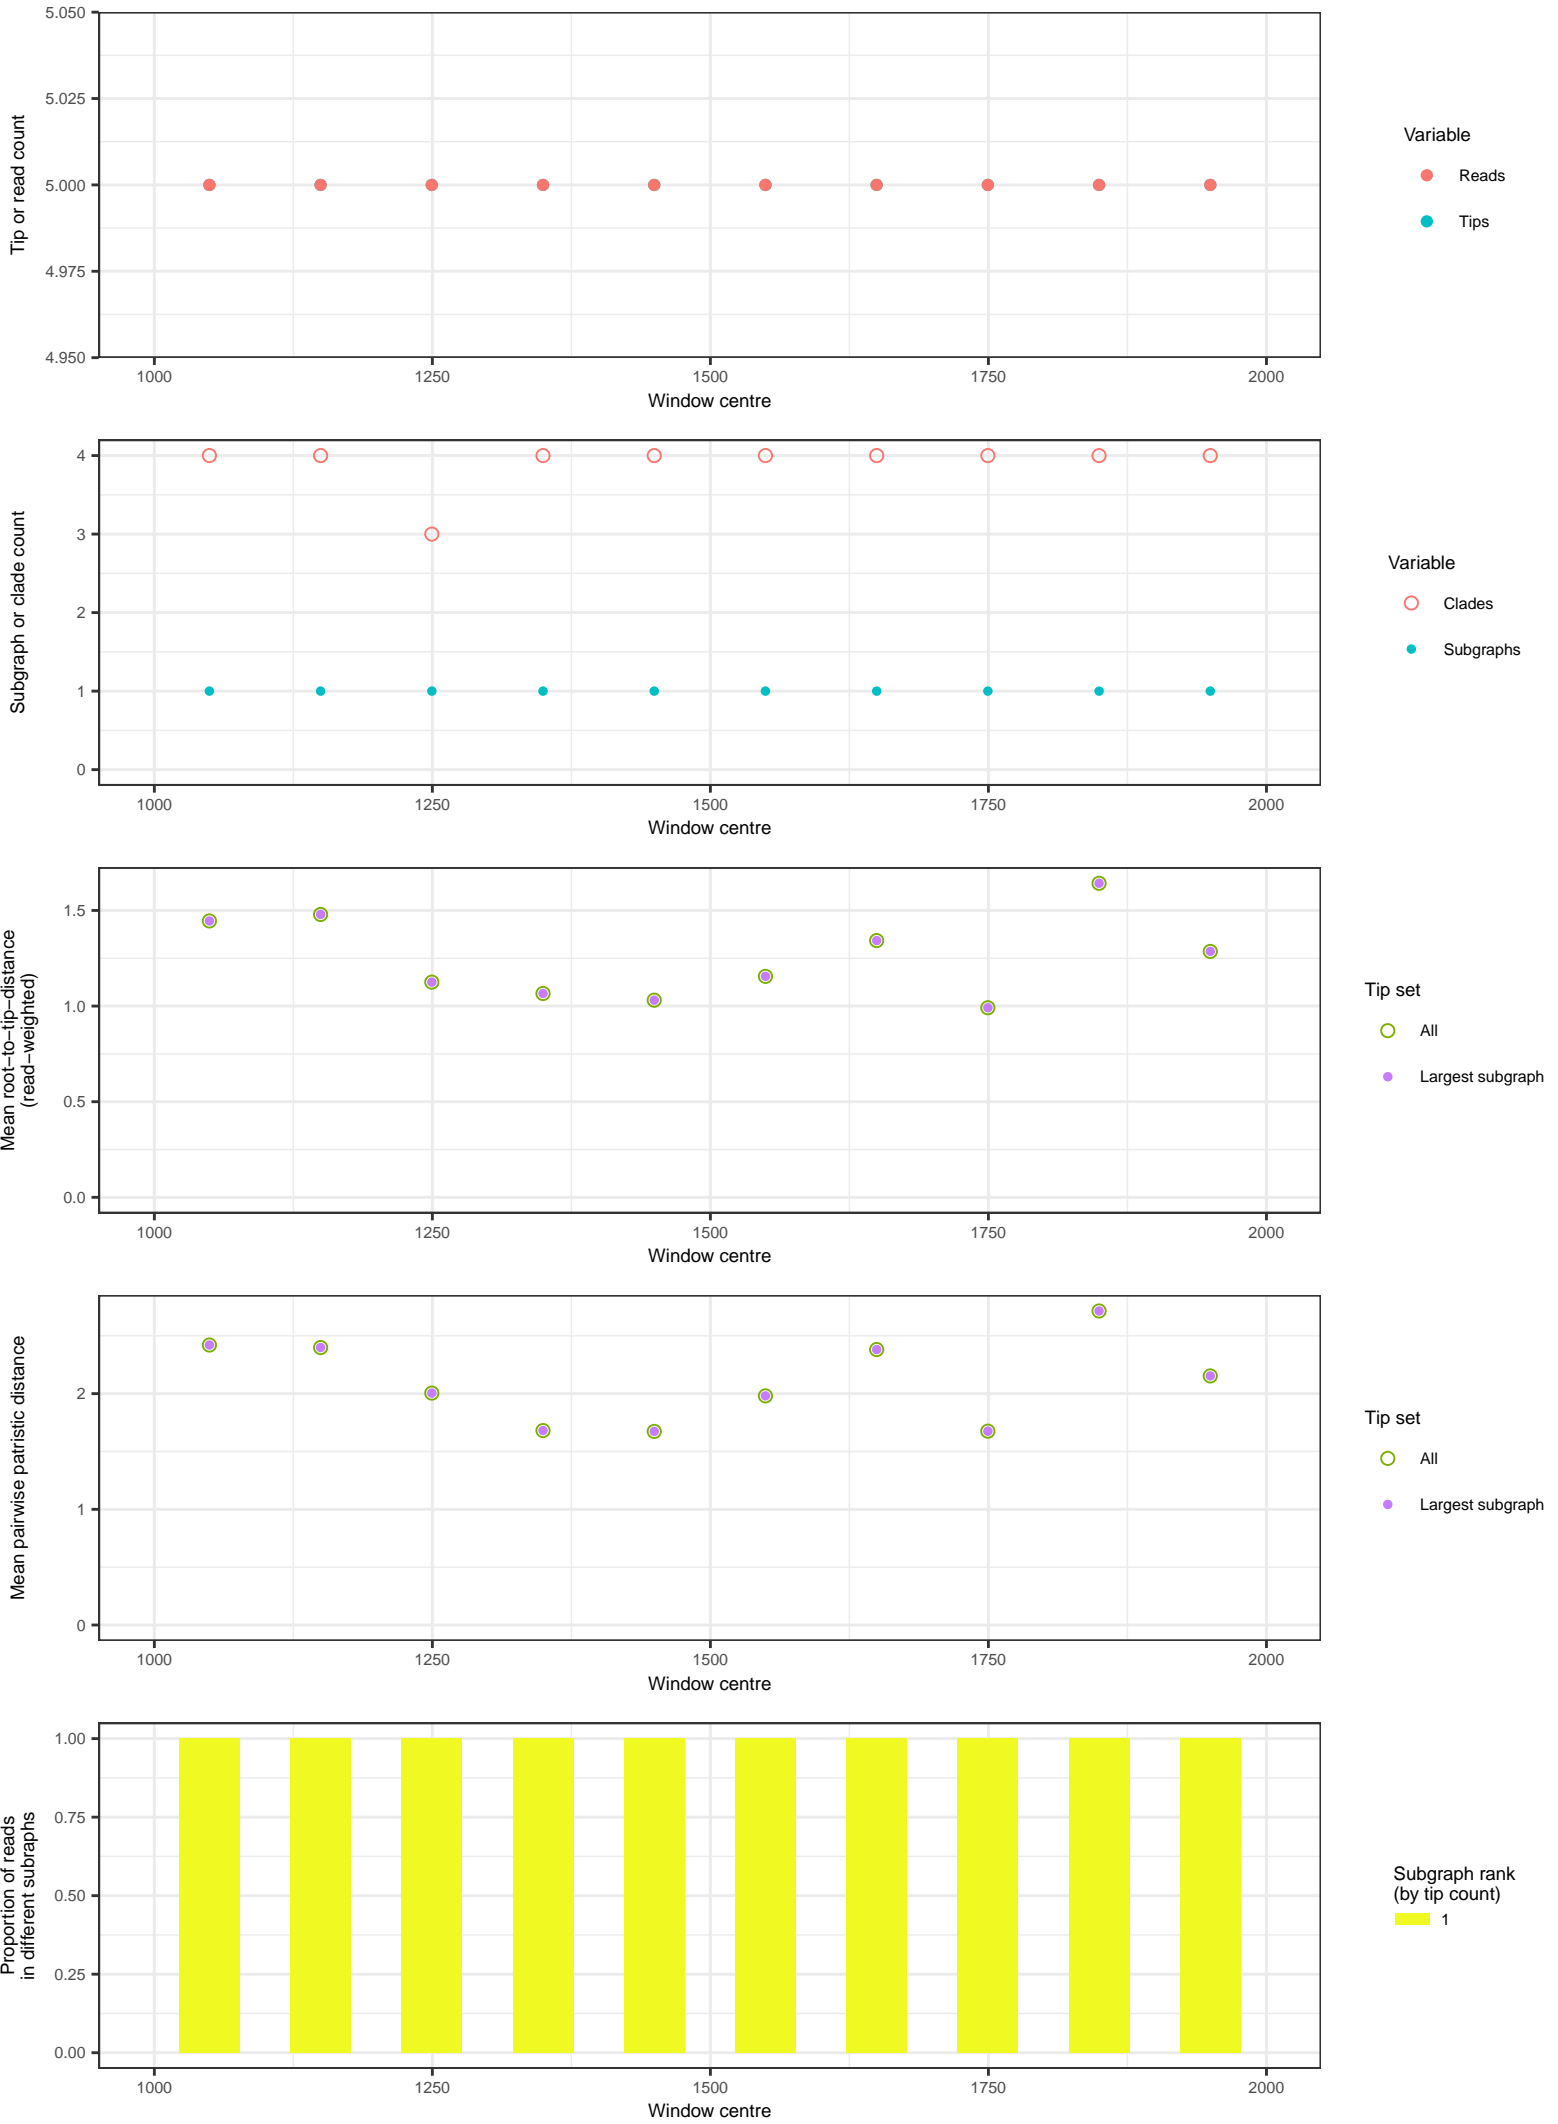 5.050
5.025
5.000
4.975
4.950
Tip or read count
1000 1250 1500 1750 2000
Window centre
Variable
Reads
Tips
4
3
2
1
0
Subgraph or clade count
1000 1250 1500 1750 2000
Window centre
Variable
Clades
Subgraphs
1.5
1.0
0.5
0.0
Mean root−to−tip−distance
(read−weighted)
1000 1250 1500 1750 2000
Window centre
Tip set
All
Largest subgraph
2
1
0
Mean pairwise patristic distance
1000 1250 1500 1750 2000
Window centre
Tip set
All
Largest subgraph
1.00
0.75
0.50
0.25
0.00
Proportion of reads
in different subraphs
1000 1250 1500 1750 2000
Window centre
Subgraph rank
(by tip count)
1